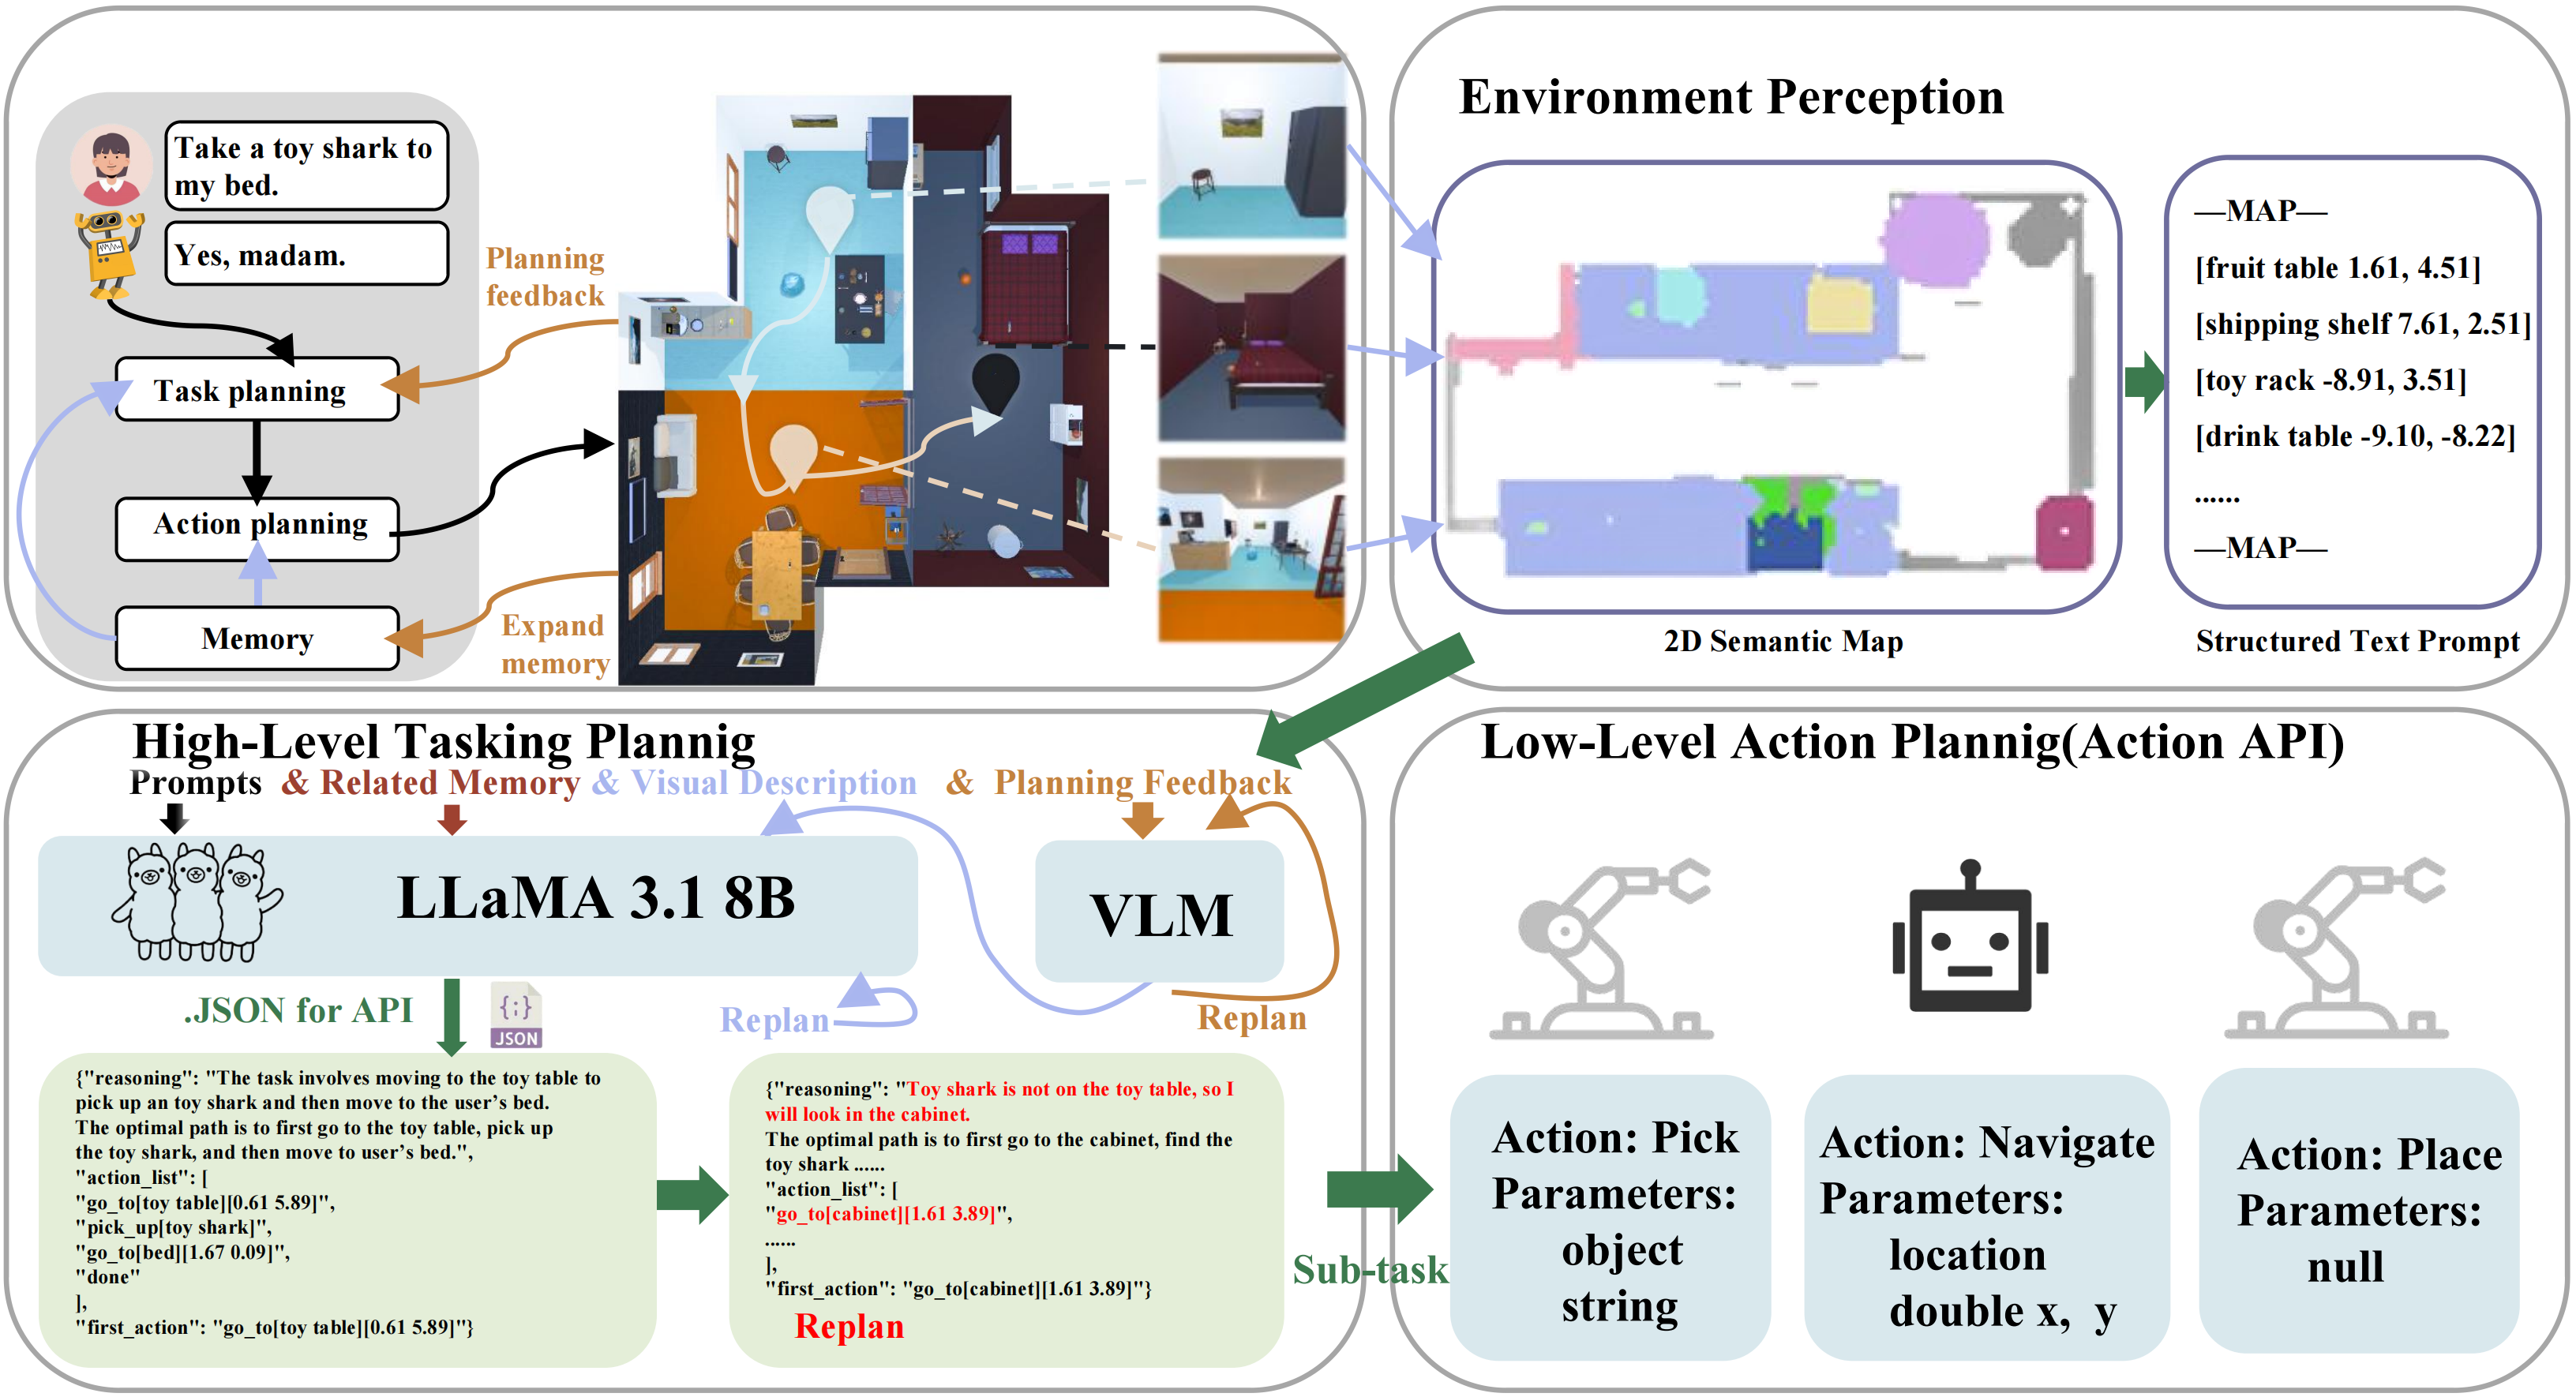 Take a toy shark to
my bed.
Yes, madam.
Planning
feedback
Task planning
Action planning
Memory
Expand
memory
Environment Perception
—MAP—
[fruit table 1.61, 4.51]
[shipping shelf 7.61, 2.51]
[toy rack -8.91, 3.51]
[drink table -9.10, -8.22]
......
—MAP—
2D Semantic Map
Structured Text Prompt
High-Level Tasking Plannig
Prompts & Related Memory & Visual Description & Planning Feedback
LLaMA 3.1 8B
VLM
.JSON for API
{;}
JSON
Replan
Replan
{"reasoning": "The task involves moving to the toy table to
pick up an toy shark and then move to the user’s bed.
The optimal path is to first go to the toy table, pick up
the toy shark, and then move to user’s bed.",
"action_list": [
"go_to[toy table][0.61 5.89]",
"pick_up[toy shark]",
"go_to[bed][1.67 0.09]",
"done"
],
"first_action": "go_to[toy table][0.61 5.89]"}
{"reasoning": "Toy shark is not on the toy table, so I
will look in the cabinet.
The optimal path is to first go to the cabinet, find the
toy shark ......
"action_list": [
"go_to[cabinet][1.61 3.89]",
......
],
"first_action": "go_to[cabinet][1.61 3.89]"}
Replan
Sub-task
Low-Level Action Plannig(Action API)
Action: Pick
Parameters:
object
string
Action: Navigate
Parameters:
location
double x, y
Action: Place
Parameters:
null